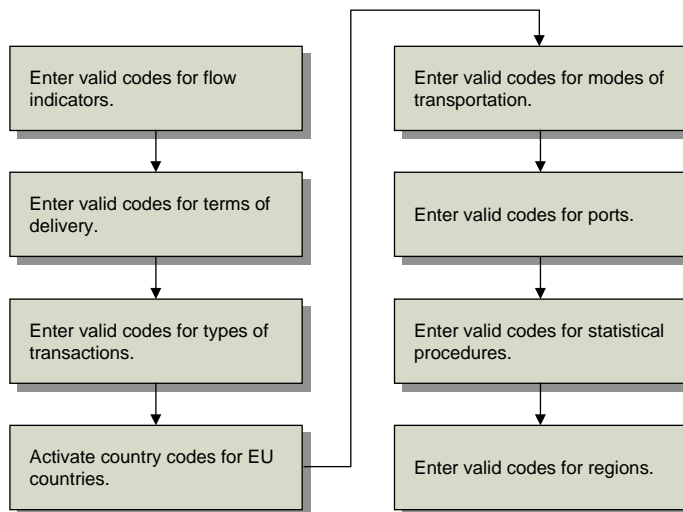 Enter valid codes for flow
indicators.
Enter valid codes for terms of
delivery.
Enter valid codes for types of
transactions.
Activate country codes for EU
countries.
Enter valid codes for modes of
transportation.
Enter valid codes for ports.
Enter valid codes for statistical
procedures.
Enter valid codes for regions.